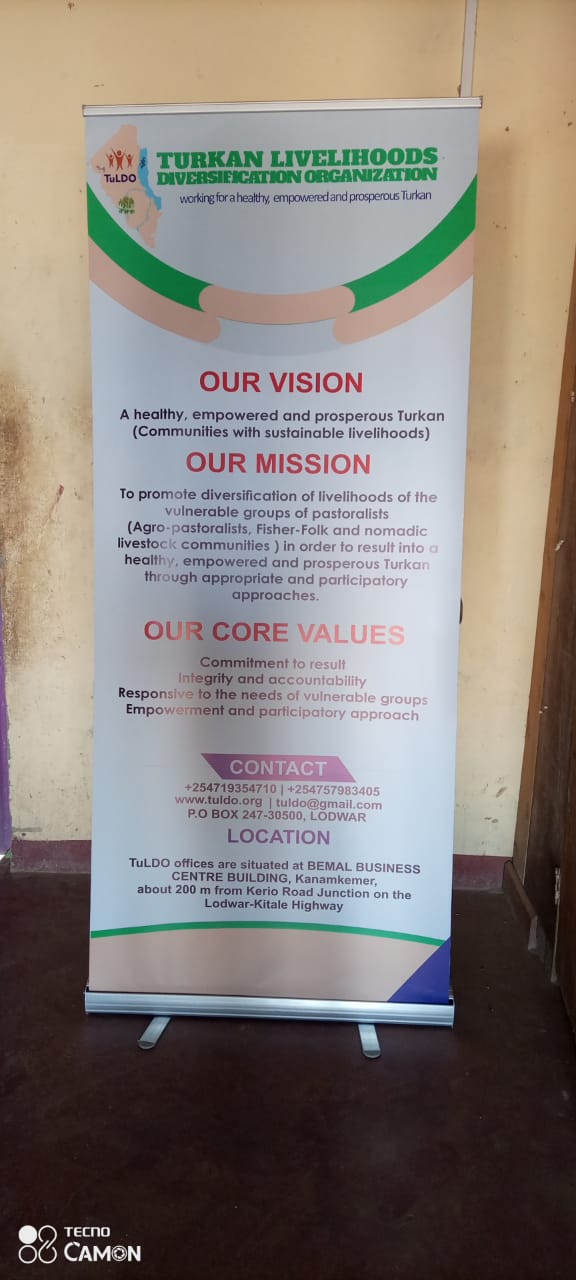 TuLDO
TURKAN LIVELIHOODS
DIVERSIFICATION ORGANIZATION
working for a healthy, empowered and prosperous Turkan
OUR VISION
A healthy, empowered and prosperous Turkan
(Communities with sustainable livelihoods)
OUR MISSION
To promote diversification of livelihoods of the
vulnerable groups of pastoralists
(Agro-pastoralists, Fisher-Folk and nomadic
livestock communities ) in order to result into a
healthy, empowered and prosperous Turkan
through appropriate and participatory
approaches.
OUR CORE VALUES
Commitment to result
Integrity and accountability
Responsive to the needs of vulnerable groups
Empowerment and participatory approach
CONTACT
+254719354710 | +254757983405
www.tuldo.org | tuldo@gmail.com
P.O BOX 247-30500, LODWAR
LOCATION
TuLDO offices are situated at BEMAL BUSINESS
CENTRE BUILDING, Kanamkemer,
about 200 m from Kerio Road Junction on the
Lodwar-Kitale Highway
TECNO
CAMON